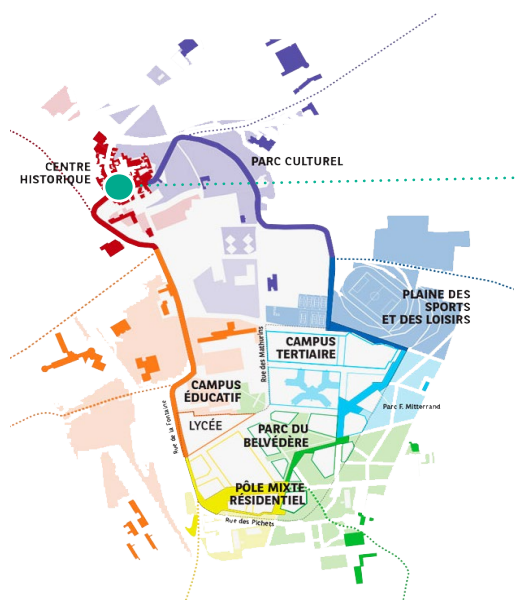 CENTRE
HISTORIQUE
PARC CULTUREL
PLAINE DES
SPORTS
ET DES LOISIRS
CAMPUS
TERTIAIRE
Rue des Mathurins
CAMPUS
ÉDUCATIF
Parc F. Mitterrand
LYCÉE
PARC DU
BELVÉDÈRE
Rue de la Fontaine
PÔLE MIXTE
RÉSIDENTIEL
Rue des Pichets